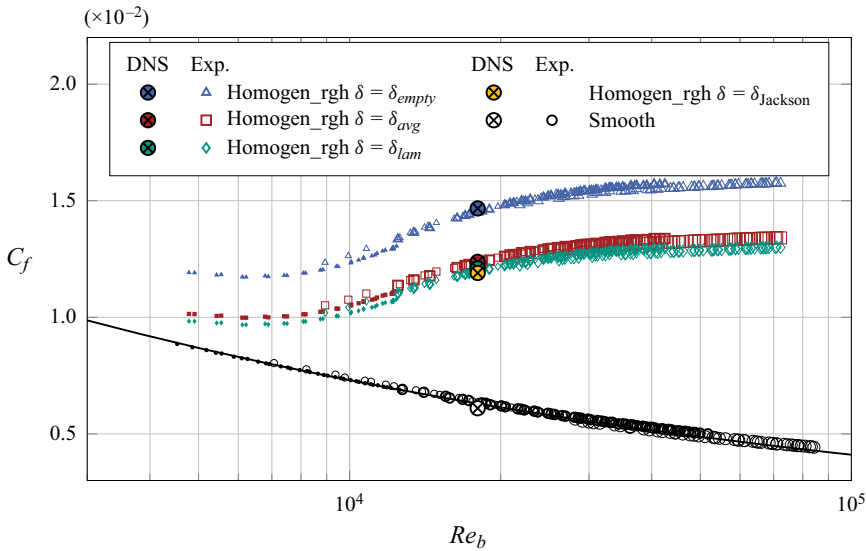 (×10⁻²)
2.0
1.5
1.0
0.5
C_f
DNS Exp. DNS Exp.
Homogen_rgh δ = δ_empty Homogen_rgh δ = δ_Jackson
Homogen_rgh δ = δ_avg Smooth
Homogen_rgh δ = δ_lam
10⁴ 10⁵
Re_b